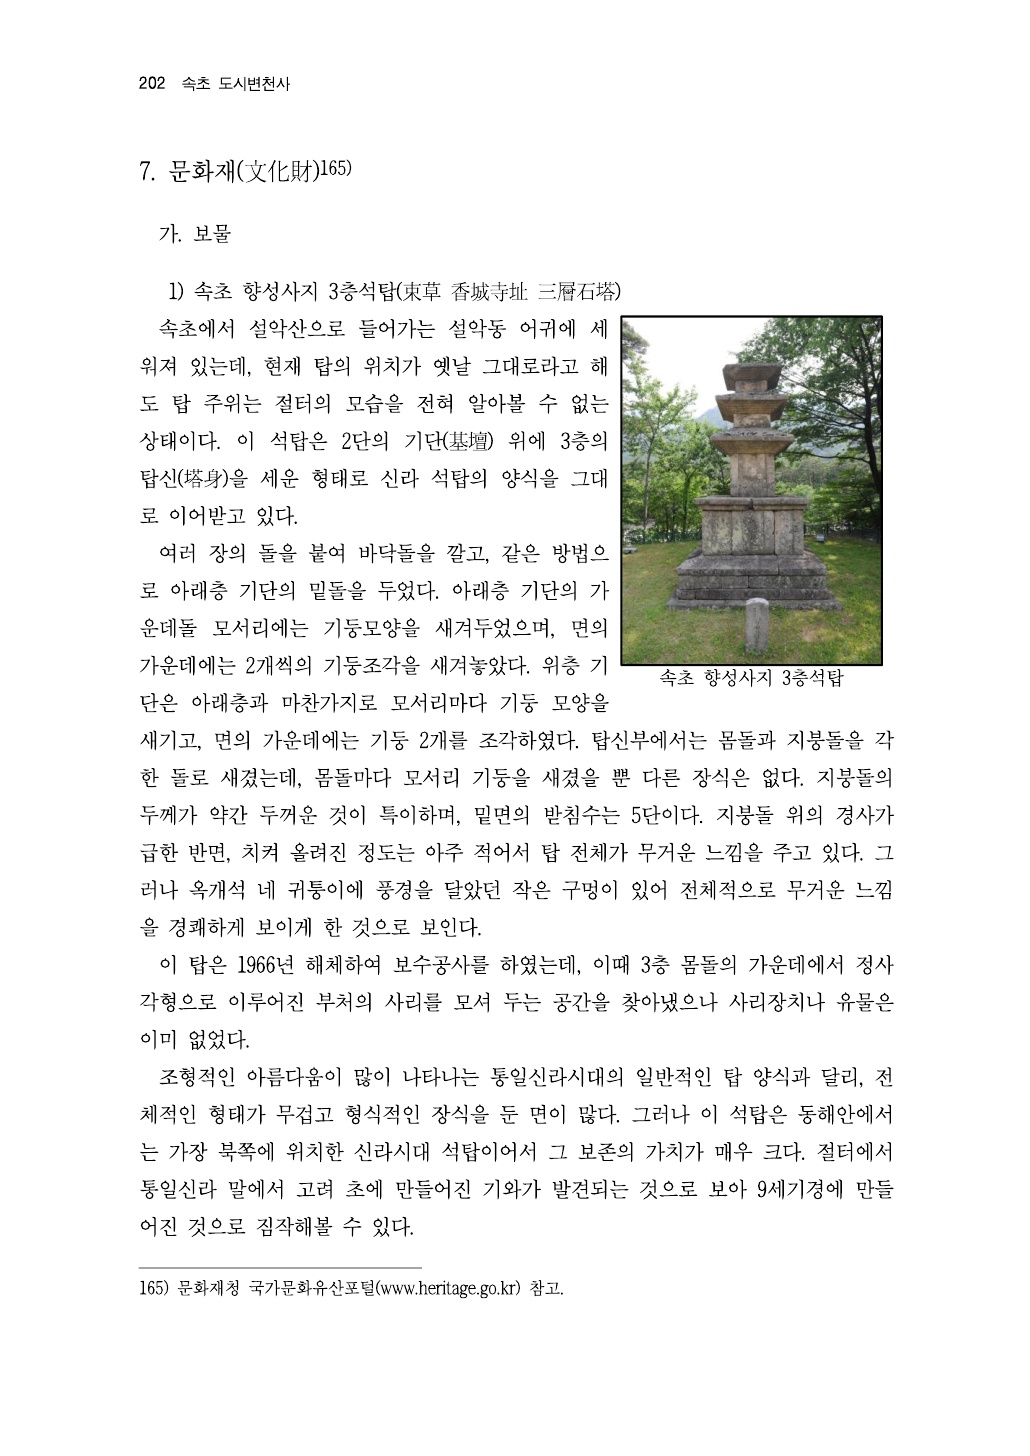 202 속초 도시변천사
7. 문화재(文化財)165)
가. 보물
1) 속초 향성사지 3층석탑(束草 香城寺址 三層石塔)
속초에서 설악산으로 들어가는 설악동 어귀에 세
워져 있는데, 현재 탑의 위치가 옛날 그대로라고 해
도 탑 주위는 절터의 모습을 전혀 알아볼 수 없는
상태이다. 이 석탑은 2단의 기단(基壇) 위에 3층의
탑신(塔身)을 세운 형태로 신라 석탑의 양식을 그대
로 이어받고 있다.
여러 장의 돌을 붙여 바닥돌을 깔고, 같은 방법으
로 아래층 기단의 밑돌을 두었다. 아래층 기단의 가
운데돌 모서리에는 기둥모양을 새겨두었으며, 면의
가운데에는 2개씩의 기둥조각을 새겨놓았다. 위층 기
단은 아래층과 마찬가지로 모서리마다 기둥 모양을
속초 향성사지 3층석탑
새기고, 면의 가운데에는 기둥 2개를 조각하였다. 탑신부에서는 몸돌과 지붕돌을 각
한 돌로 새겼는데, 몸돌마다 모서리 기둥을 새겼을 뿐 다른 장식은 없다. 지붕돌의
두께가 약간 두꺼운 것이 특이하며, 밑면의 받침수는 5단이다. 지붕돌 위의 경사가
급한 반면, 치켜 올려진 정도는 아주 적어서 탑 전체가 무거운 느낌을 주고 있다. 그
러나 옥개석 네 귀퉁이에 풍경을 달았던 작은 구멍이 있어 전체적으로 무거운 느낌
을 경쾌하게 보이게 한 것으로 보인다.
이 탑은 1966년 해체하여 보수공사를 하였는데, 이때 3층 몸돌의 가운데에서 정사
각형으로 이루어진 부처의 사리를 모셔 두는 공간을 찾아냈으나 사리장치나 유물은
이미 없었다.
조형적인 아름다움이 많이 나타나는 통일신라시대의 일반적인 탑 양식과 달리, 전
체적인 형태가 무겁고 형식적인 장식을 둔 면이 많다. 그러나 이 석탑은 동해안에서
는 가장 북쪽에 위치한 신라시대 석탑이어서 그 보존의 가치가 매우 크다. 절터에서
통일신라 말에서 고려 초에 만들어진 기와가 발견되는 것으로 보아 9세기경에 만들
어진 것으로 짐작해볼 수 있다.
165) 문화재청 국가문화유산포털(www.heritage.go.kr) 참고.